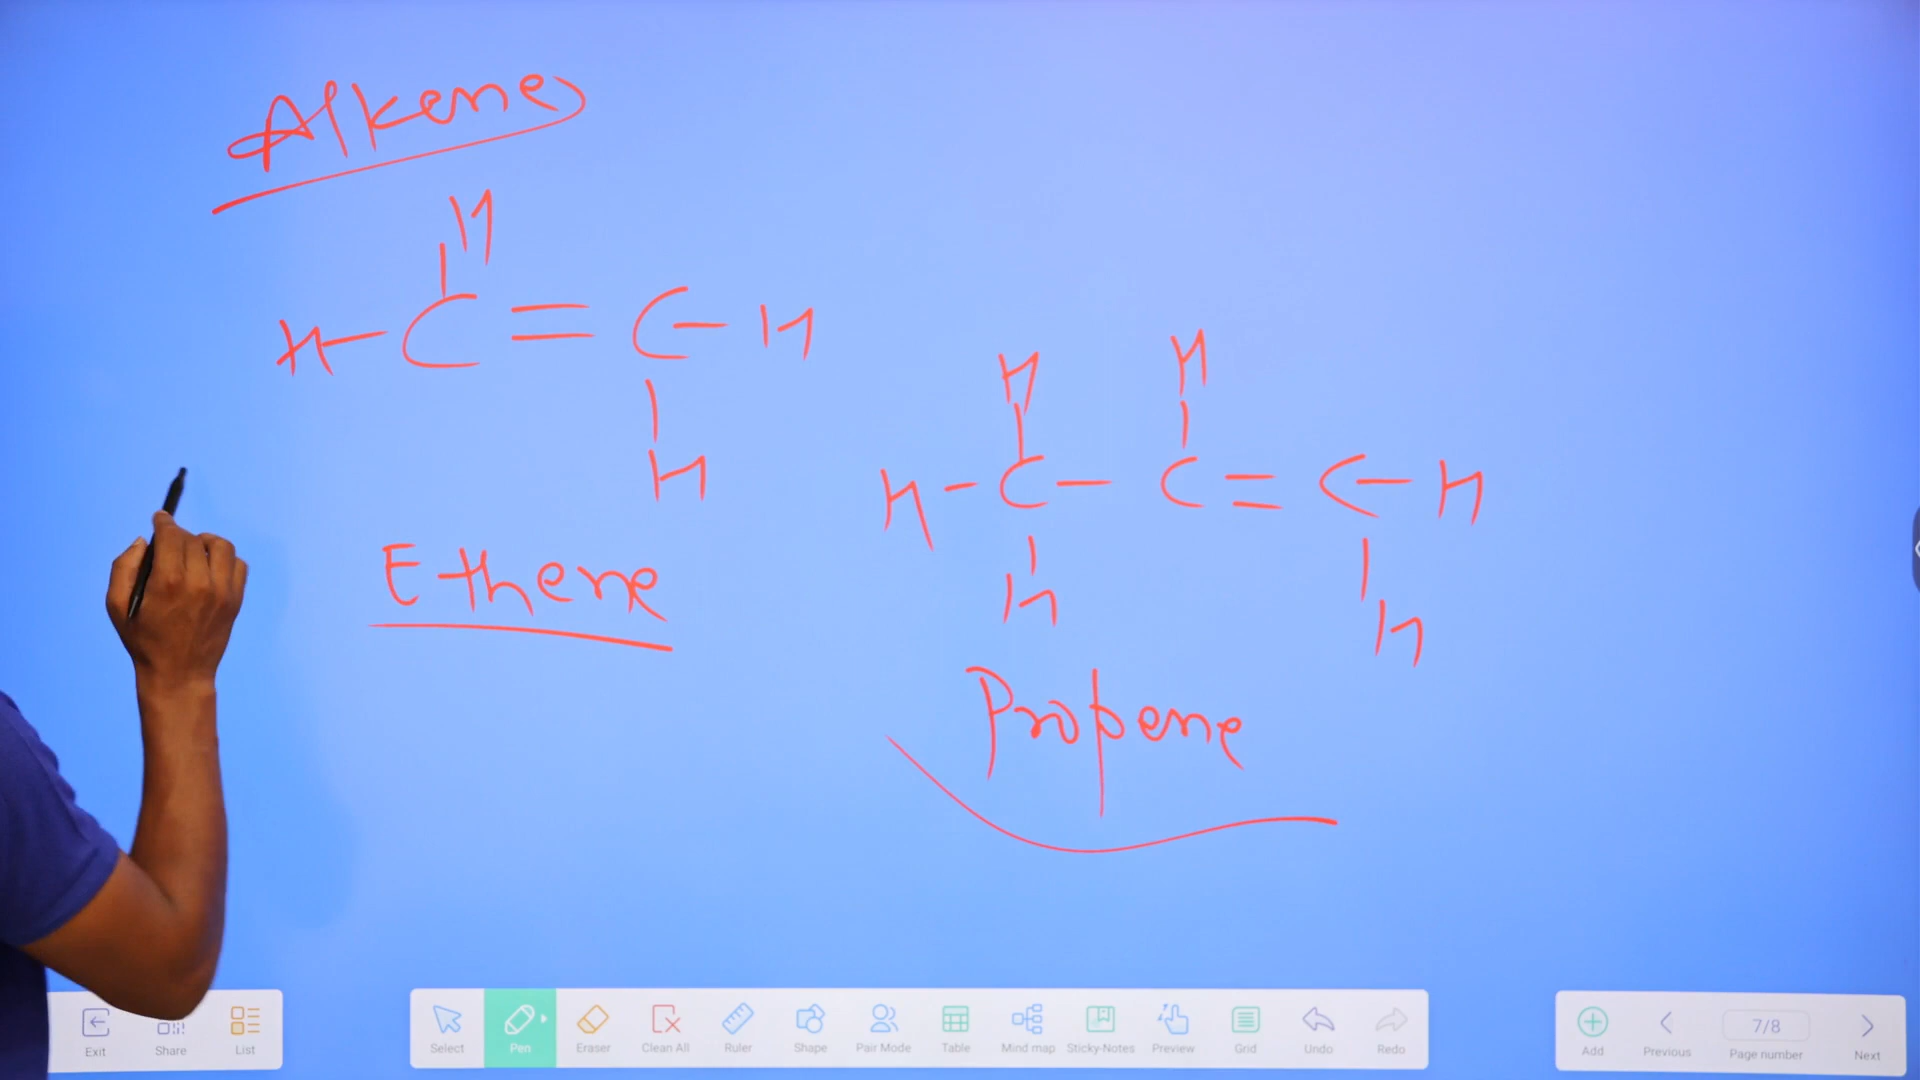 Alkenes
H
H-C=C-H
H
Ethene
H H
H-C-C=C-H
H H
Propene
Exit Share List
Select Pen Eraser Clean All Ruler Shape Pair Mode Table Mind map Sticky-Notes Preview Grid Undo Redo
Add Previous 7/8 Page number Next